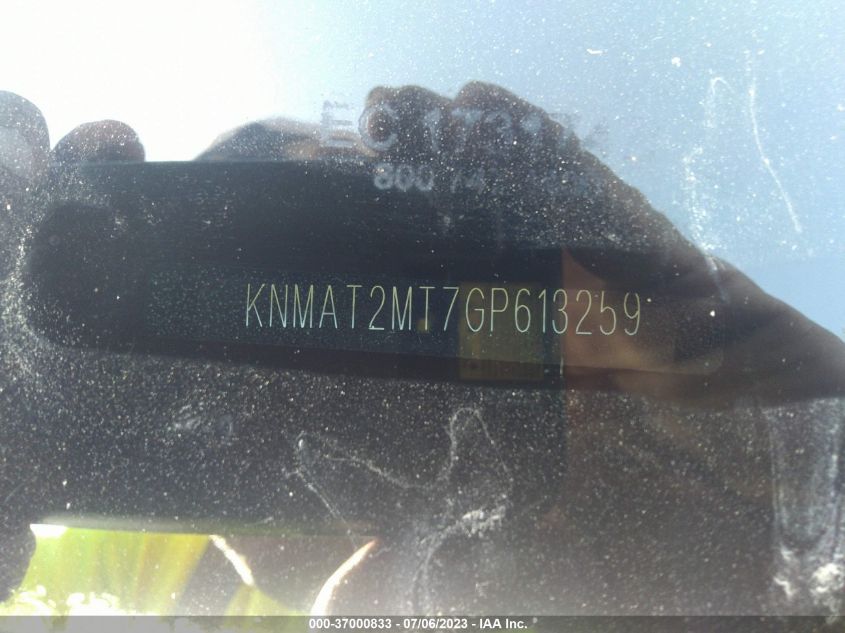 KNMAT2MT7GP613259
000-37000833 - 07/06/2023 - IAA Inc.